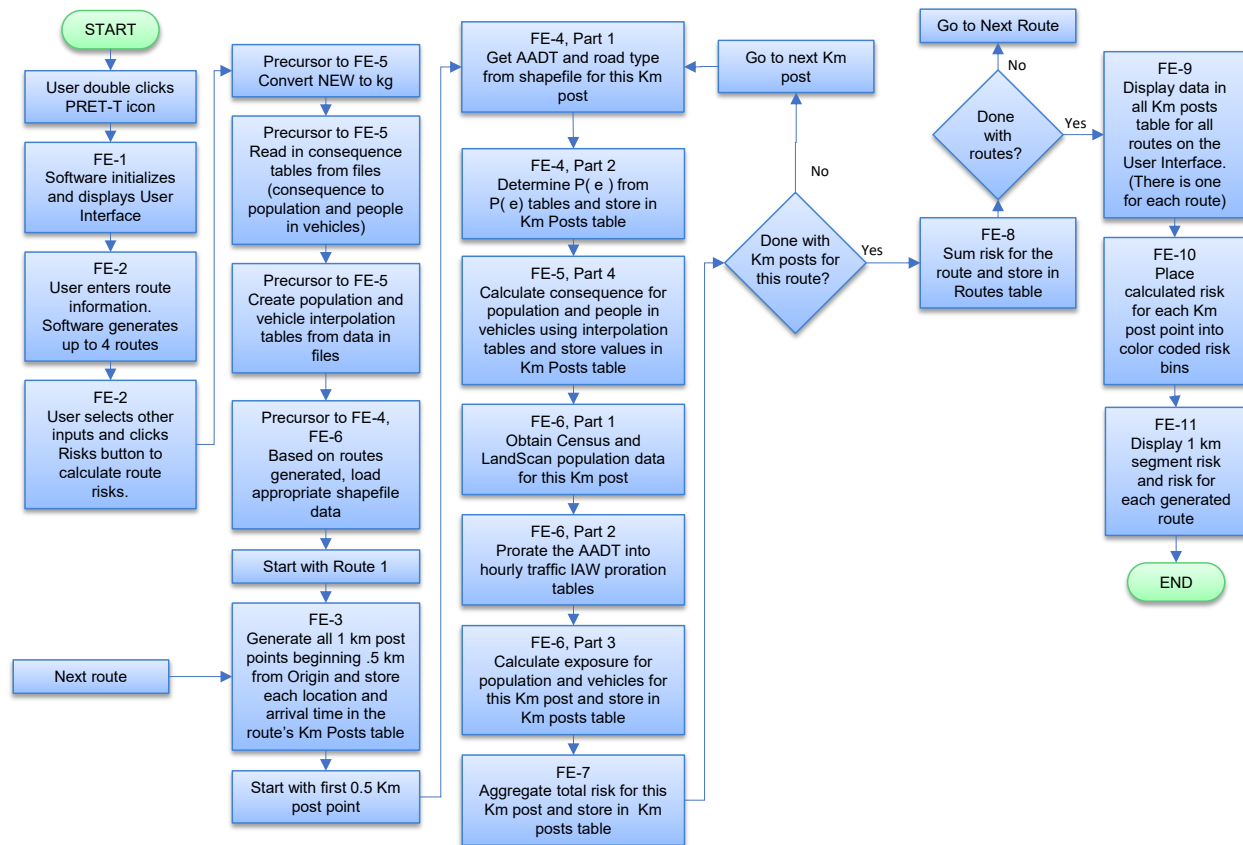 START
User double clicks
PRET-T icon
FE-1
Software initializes
and displays User
Interface
FE-2
User enters route
information.
Software generates
up to 4 routes
FE-2
User selects other
inputs and clicks
Risks button to
calculate route
risks.
Precursor to FE-5
Convert NEW to kg
Precursor to FE-5
Read in consequence
tables from files
(consequence to
population and people
in vehicles)
Precursor to FE-5
Create population and
vehicle interpolation
tables from data in
files
Precursor to FE-4,
FE-6
Based on routes
generated, load
appropriate shapefile
data
Start with Route 1
Next route
FE-3
Generate all 1 km post
points beginning .5 km
from Origin and store
each location and
arrival time in the
route's Km Posts table
Start with first 0.5 Km
post point
FE-4, Part 1
Get AADT and road type
from shapefile for this Km
post
FE-4, Part 2
Determine P( e ) from
P( e) tables and store in
Km Posts table
FE-5, Part 4
Calculate consequence for
population and people in
vehicles using interpolation
tables and store values in
Km Posts table
FE-6, Part 1
Obtain Census and
LandScan population data
for this Km post
FE-6, Part 2
Prorate the AADT into
hourly traffic IAW proration
tables
FE-6, Part 3
Calculate exposure for
population and vehicles for
this Km post and store in
Km posts table
FE-7
Aggregate total risk for this
Km post and store in Km
posts table
Go to next Km
post
No
Done with
Km posts for
this route?
Yes
FE-8
Sum risk for the
route and store in
Routes table
Go to Next Route
No
Done
with
routes?
Yes
FE-9
Display data in
all Km posts
table for all
routes on the
User Interface.
(There is one
for each route)
FE-10
Place
calculated risk
for each Km
post point into
color coded risk
bins
FE-11
Display 1 km
segment risk
and risk for
each generated
route
END